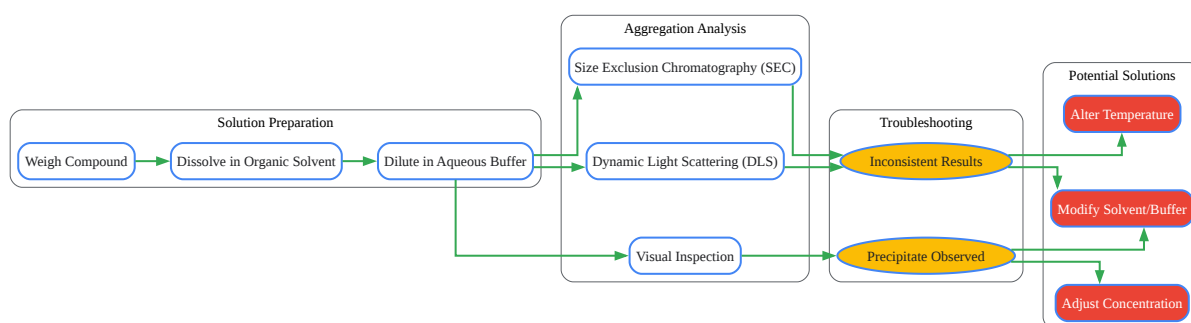 Solution Preparation
Weigh Compound
Dissolve in Organic Solvent
Dilute in Aqueous Buffer
Aggregation Analysis
Size Exclusion Chromatography (SEC)
Dynamic Light Scattering (DLS)
Visual Inspection
Troubleshooting
Inconsistent Results
Precipitate Observed
Potential Solutions
Alter Temperature
Modify Solvent/Buffer
Adjust Concentration